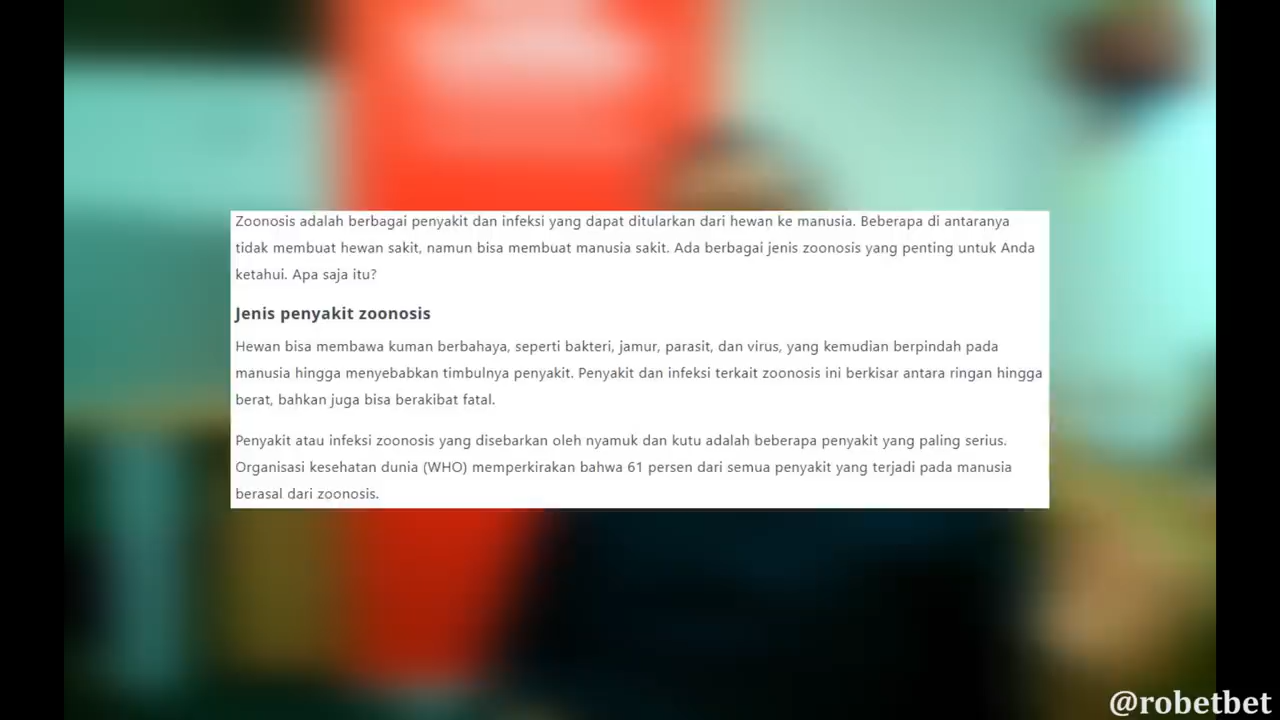 Zoonosis adalah berbagai penyakit dan infeksi yang dapat ditularkan dari hewan ke manusia. Beberapa di antaranya
tidak membuat hewan sakit, namun bisa membuat manusia sakit. Ada berbagai jenis zoonosis yang penting untuk Anda
ketahui. Apa saja itu?
Jenis penyakit zoonosis
Hewan bisa membawa kuman berbahaya, seperti bakteri, jamur, parasit, dan virus, yang kemudian berpindah pada
manusia hingga menyebabkan timbulnya penyakit. Penyakit dan infeksi terkait zoonosis ini berkisar antara ringan hingga
berat, bahkan juga bisa berakibat fatal.
Penyakit atau infeksi zoonosis yang disebarkan oleh nyamuk dan kutu adalah beberapa penyakit yang paling serius.
Organisasi kesehatan dunia (WHO) memperkirakan bahwa 61 persen dari semua penyakit yang terjadi pada manusia
berasal dari zoonosis.
@robetbet